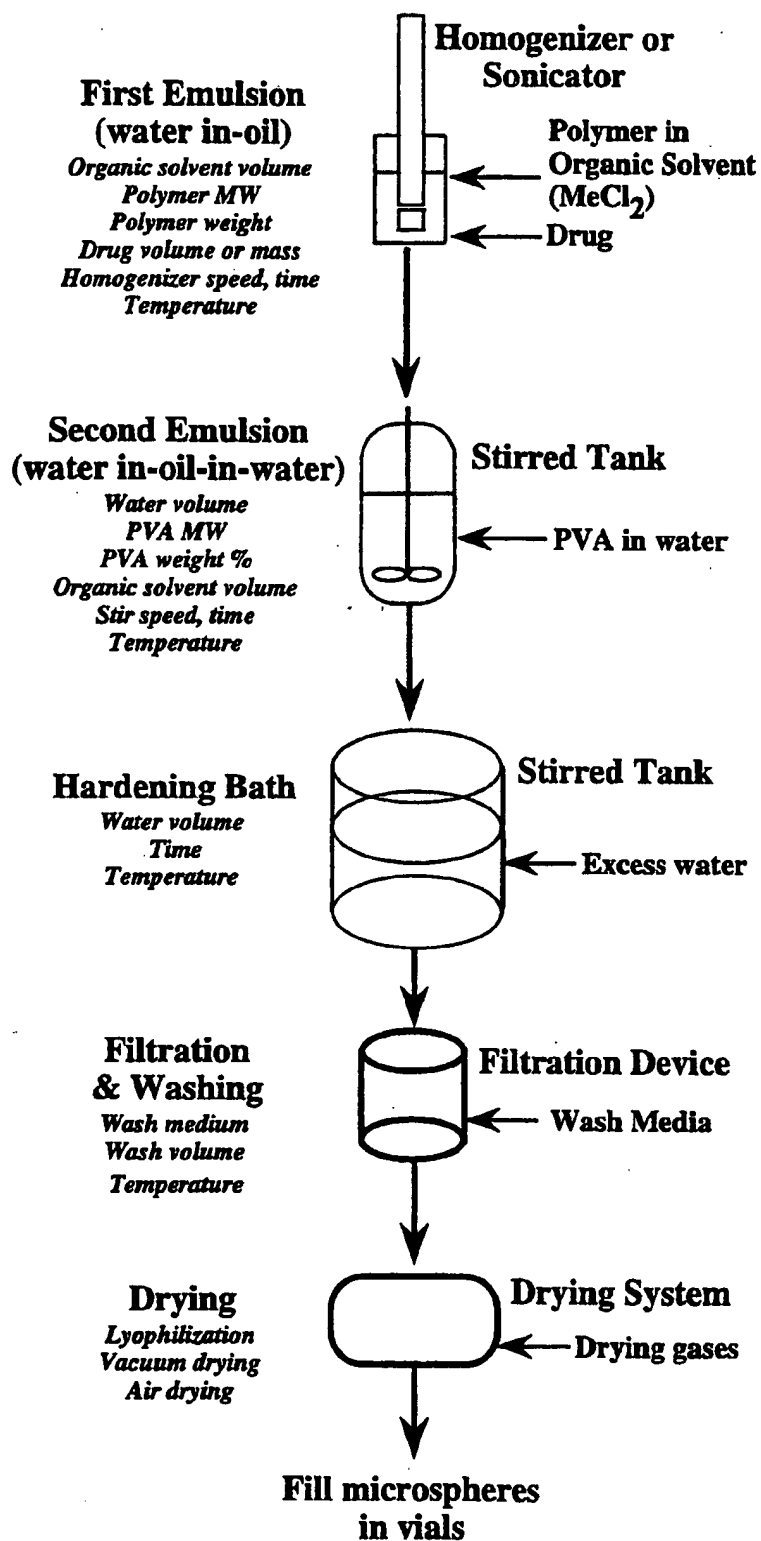 Homogenizer or
Sonicator
First Emulsion
(water in-oil)
Organic solvent volume
Polymer MW
Polymer weight
Drug volume or mass
Homogenizer speed, time
Temperature
Polymer in
Organic Solvent
(MeCl2)
Drug
Second Emulsion
(water in-oil-in-water)
Water volume
PVA MW
PVA weight %
Organic solvent volume
Stir speed, time
Temperature
Stirred Tank
PVA in water
Hardening Bath
Water volume
Time
Temperature
Stirred Tank
Excess water
Filtration
& Washing
Wash medium
Wash volume
Temperature
Filtration Device
Wash Media
Drying
Lyophilization
Vacuum drying
Air drying
Drying System
Drying gases
Fill microspheres
in vials